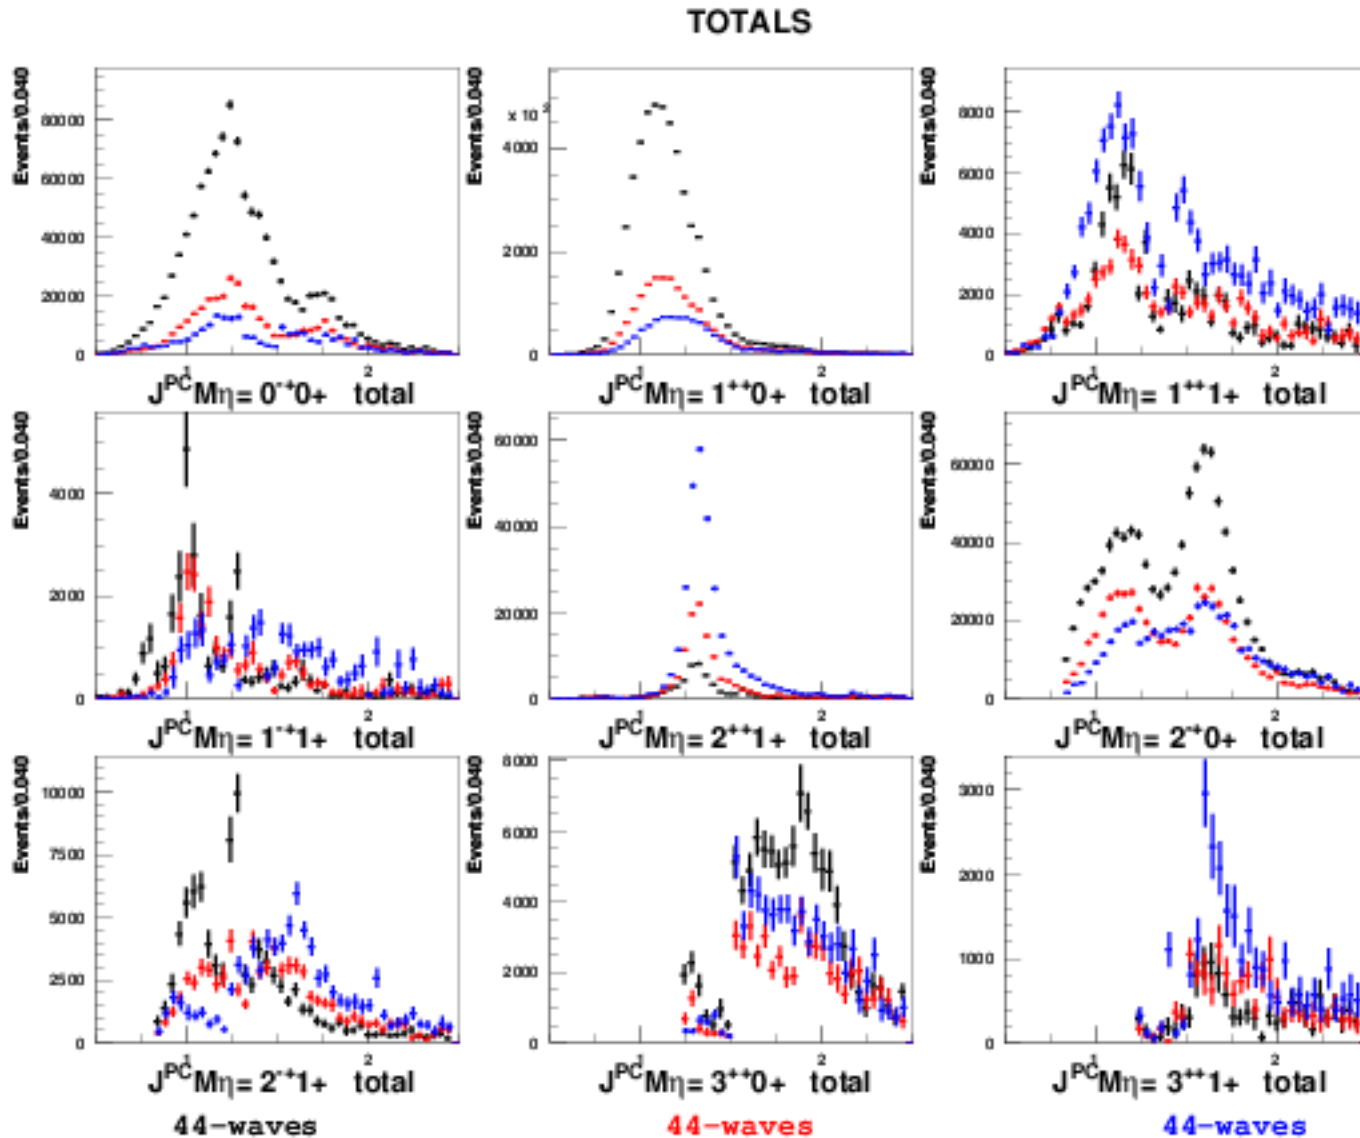 TOTALS
Events/0.040
80000
60000
40000
20000
0
1
2
J^PC Mη= 0⁻⁺0+ total
Events/0.040
x 10²
4000
2000
0
1
2
J^PC Mη= 1⁺⁺0+ total
Events/0.040
8000
6000
4000
2000
0
1
2
J^PC Mη= 1⁺⁺1+ total
Events/0.040
4000
2000
0
1
2
J^PC Mη= 1⁻⁺1+ total
Events/0.040
60000
40000
20000
0
1
2
J^PC Mη= 2⁺⁺1+ total
Events/0.040
60000
40000
20000
0
1
2
J^PC Mη= 2⁻⁺0+ total
Events/0.040
10000
7500
5000
2500
0
1
2
J^PC Mη= 2⁻⁺1+ total
Events/0.040
8000
6000
4000
2000
0
1
2
J^PC Mη= 3⁺⁺0+ total
Events/0.040
3000
2000
1000
0
1
2
J^PC Mη= 3⁺⁺1+ total
44-waves
44-waves
44-waves